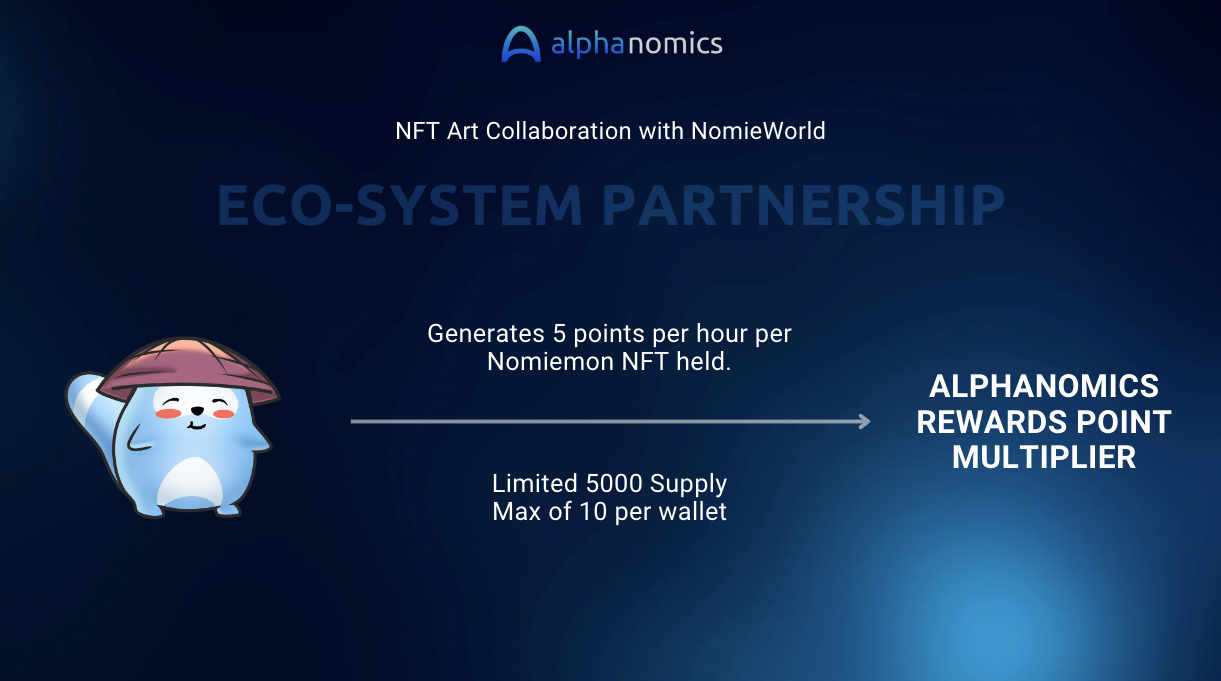 alphanomics
NFT Art Collaboration with NomieWorld
ECO-SYSTEM PARTNERSHIP
Generates 5 points per hour per
Nomiemon NFT held.
ALPHANOMICS
REWARDS POINT
MULTIPLIER
Limited 5000 Supply
Max of 10 per wallet